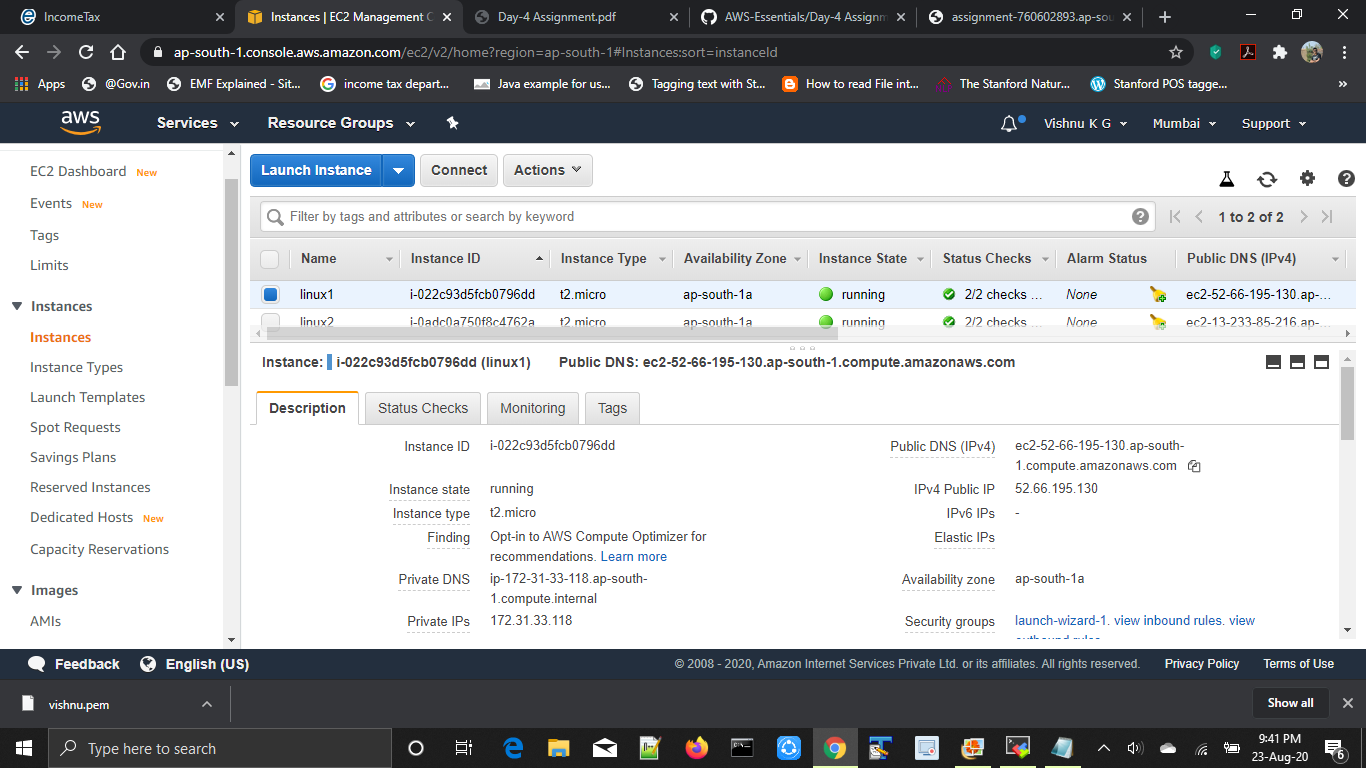 IncomeTax
Instances | EC2 Management C
Day-4 Assignment.pdf
AWS-Essentials/Day-4 Assignm
assignment-760602893.ap-sou
ap-south-1.console.aws.amazon.com/ec2/v2/home?region=ap-south-1#Instances:sort=instanceId
Apps
@Gov.in
EMF Explained - Sit...
income tax depart...
Java example for us...
Tagging text with St...
How to read File int...
The Stanford Natur...
Stanford POS tagge...
»
aws
Services
Resource Groups
Vishnu K G
Mumbai
Support
EC2 Dashboard New
Events New
Tags
Limits
Instances
Instances
Instance Types
Launch Templates
Spot Requests
Savings Plans
Reserved Instances
Dedicated Hosts New
Capacity Reservations
Images
AMIs
Launch Instance
Connect
Actions
Filter by tags and attributes or search by keyword
1 to 2 of 2
Name Instance ID Instance Type Availability Zone Instance State Status Checks Alarm Status Public DNS (IPv4)
linux1 i-022c93d5fcb0796dd t2.micro ap-south-1a running 2/2 checks ... None ec2-52-66-195-130.ap-...
linux2 i-0adc0a750f8c4762a t2.micro ap-south-1a running 2/2 checks ... None ec2-13-233-85-216.ap-...
Instance: i-022c93d5fcb0796dd (linux1) Public DNS: ec2-52-66-195-130.ap-south-1.compute.amazonaws.com
Description
Status Checks
Monitoring
Tags
Instance ID i-022c93d5fcb0796dd
Instance state running
Instance type t2.micro
Finding Opt-in to AWS Compute Optimizer for
recommendations. Learn more
Private DNS ip-172-31-33-118.ap-south-
1.compute.internal
Private IPs 172.31.33.118
Public DNS (IPv4) ec2-52-66-195-130.ap-south-
1.compute.amazonaws.com
IPv4 Public IP 52.66.195.130
IPv6 IPs -
Elastic IPs
Availability zone ap-south-1a
Security groups launch-wizard-1. view inbound rules. view
outbound rules
Feedback
English (US)
© 2008 - 2020, Amazon Internet Services Private Ltd. or its affiliates. All rights reserved.
Privacy Policy
Terms of Use
vishnu.pem
Show all
Type here to search
9:41 PM
23-Aug-20
6